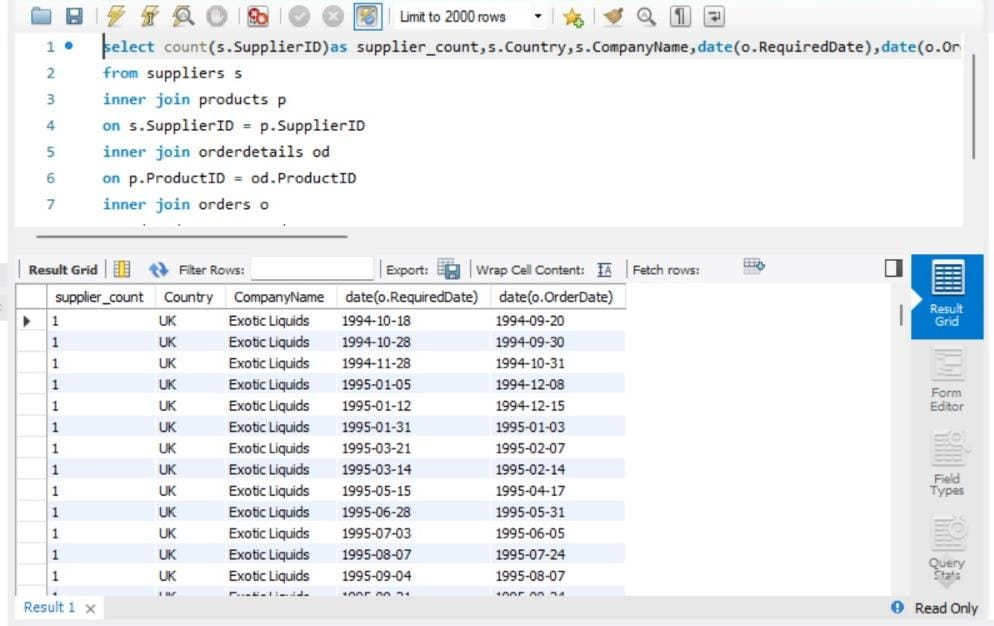 Limit to 2000 rows
1 select count(s.SupplierID)as supplier_count,s.Country,s.CompanyName,date(o.RequiredDate),date(o.Or
2 from suppliers s
3 inner join products p
4 on s.SupplierID = p.SupplierID
5 inner join orderdetails od
6 on p.ProductID = od.ProductID
7 inner join orders o
Result Grid Filter Rows: Export: Wrap Cell Content: IA Fetch rows:
supplier_count Country CompanyName date(o.RequiredDate) date(o.OrderDate)
1 UK Exotic Liquids 1994-10-18 1994-09-20
1 UK Exotic Liquids 1994-10-28 1994-09-30
1 UK Exotic Liquids 1994-11-28 1994-10-31
1 UK Exotic Liquids 1995-01-05 1994-12-08
1 UK Exotic Liquids 1995-01-12 1994-12-15
1 UK Exotic Liquids 1995-01-31 1995-01-03
1 UK Exotic Liquids 1995-03-21 1995-02-07
1 UK Exotic Liquids 1995-03-14 1995-02-14
1 UK Exotic Liquids 1995-05-15 1995-04-17
1 UK Exotic Liquids 1995-06-28 1995-05-31
1 UK Exotic Liquids 1995-07-03 1995-06-05
1 UK Exotic Liquids 1995-08-07 1995-07-24
1 UK Exotic Liquids 1995-09-04 1995-08-07
Result
Grid
Form
Editor
Field
Types
Query
Stats
Result 1
Read Only